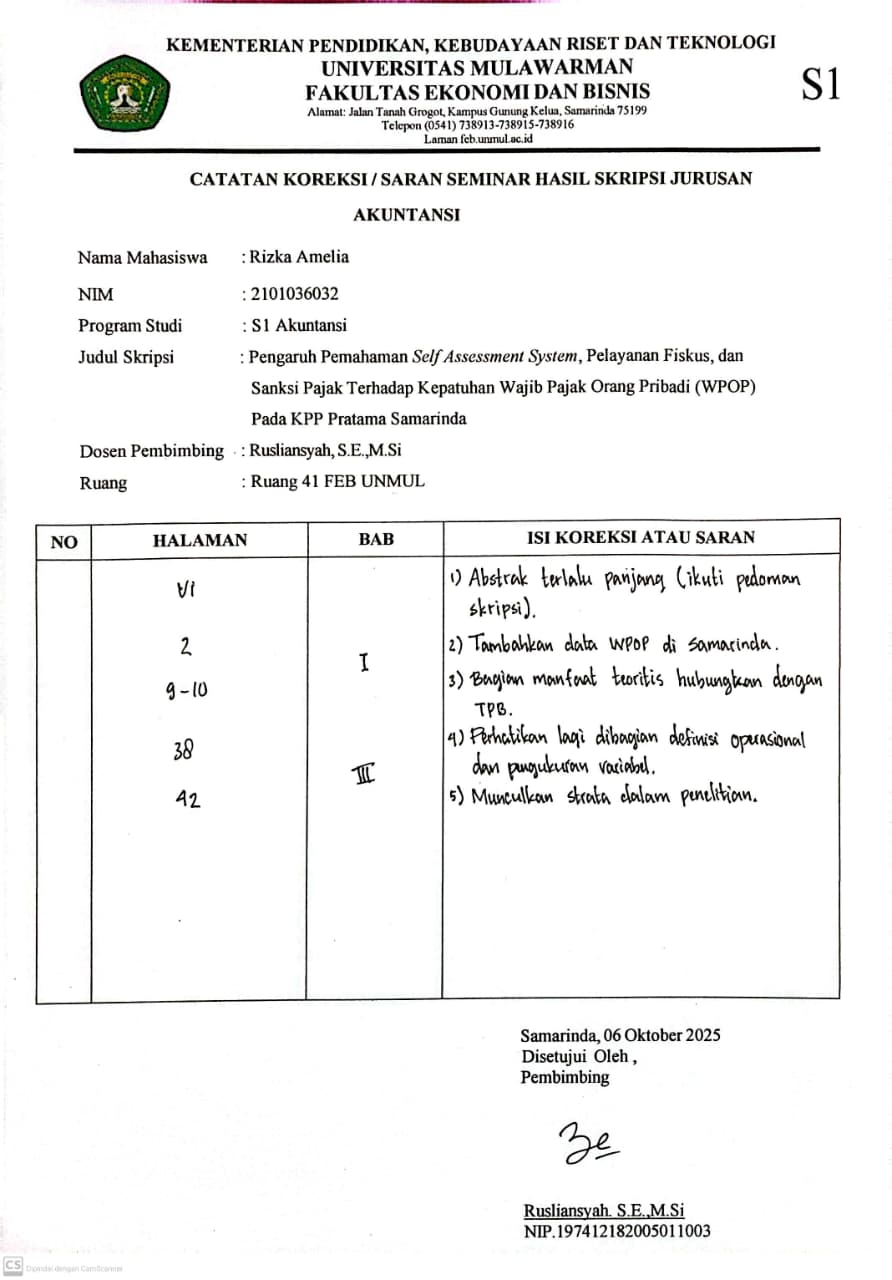 KEMENTERIAN PENDIDIKAN, KEBUDAYAAN RISET DAN TEKNOLOGI
UNIVERSITAS MULAWARMAN
FAKULTAS EKONOMI DAN BISNIS
Alamat: Jalan Tanah Grogot, Kampus Gunung Kelua, Samarinda 75199
Telepon (0541) 738913-738915-738916
Laman feb.unmul.ac.id
S1
CATATAN KOREKSI / SARAN SEMINAR HASIL SKRIPSI JURUSAN
AKUNTANSI
Nama Mahasiswa : Rizka Amelia
NIM : 2101036032
Program Studi : S1 Akuntansi
Judul Skripsi : Pengaruh Pemahaman Self Assessment System, Pelayanan Fiskus, dan
Sanksi Pajak Terhadap Kepatuhan Wajib Pajak Orang Pribadi (WPOP)
Pada KPP Pratama Samarinda
Dosen Pembimbing : Rusliansyah, S.E.,M.Si
Ruang : Ruang 41 FEB UNMUL
NO HALAMAN BAB ISI KOREKSI ATAU SARAN
VI 1) Abstrak terlalu panjang (ikuti pedoman
skripsi).
2 I 2) Tambahkan data WPOP di Samarinda.
9-10 3) Bagian manfaat teoritis hubungkan dengan
TPB.
38 III 4) Perhatikan lagi dibagian definisi operasional
dan pengukuran variabel.
42 5) Munculkan strata dalam penelitian.
Samarinda, 06 Oktober 2025
Disetujui Oleh ,
Pembimbing
Rusliansyah. S.E.,M.Si
NIP.197412182005011003
CS Dipindai dengan CamScanner